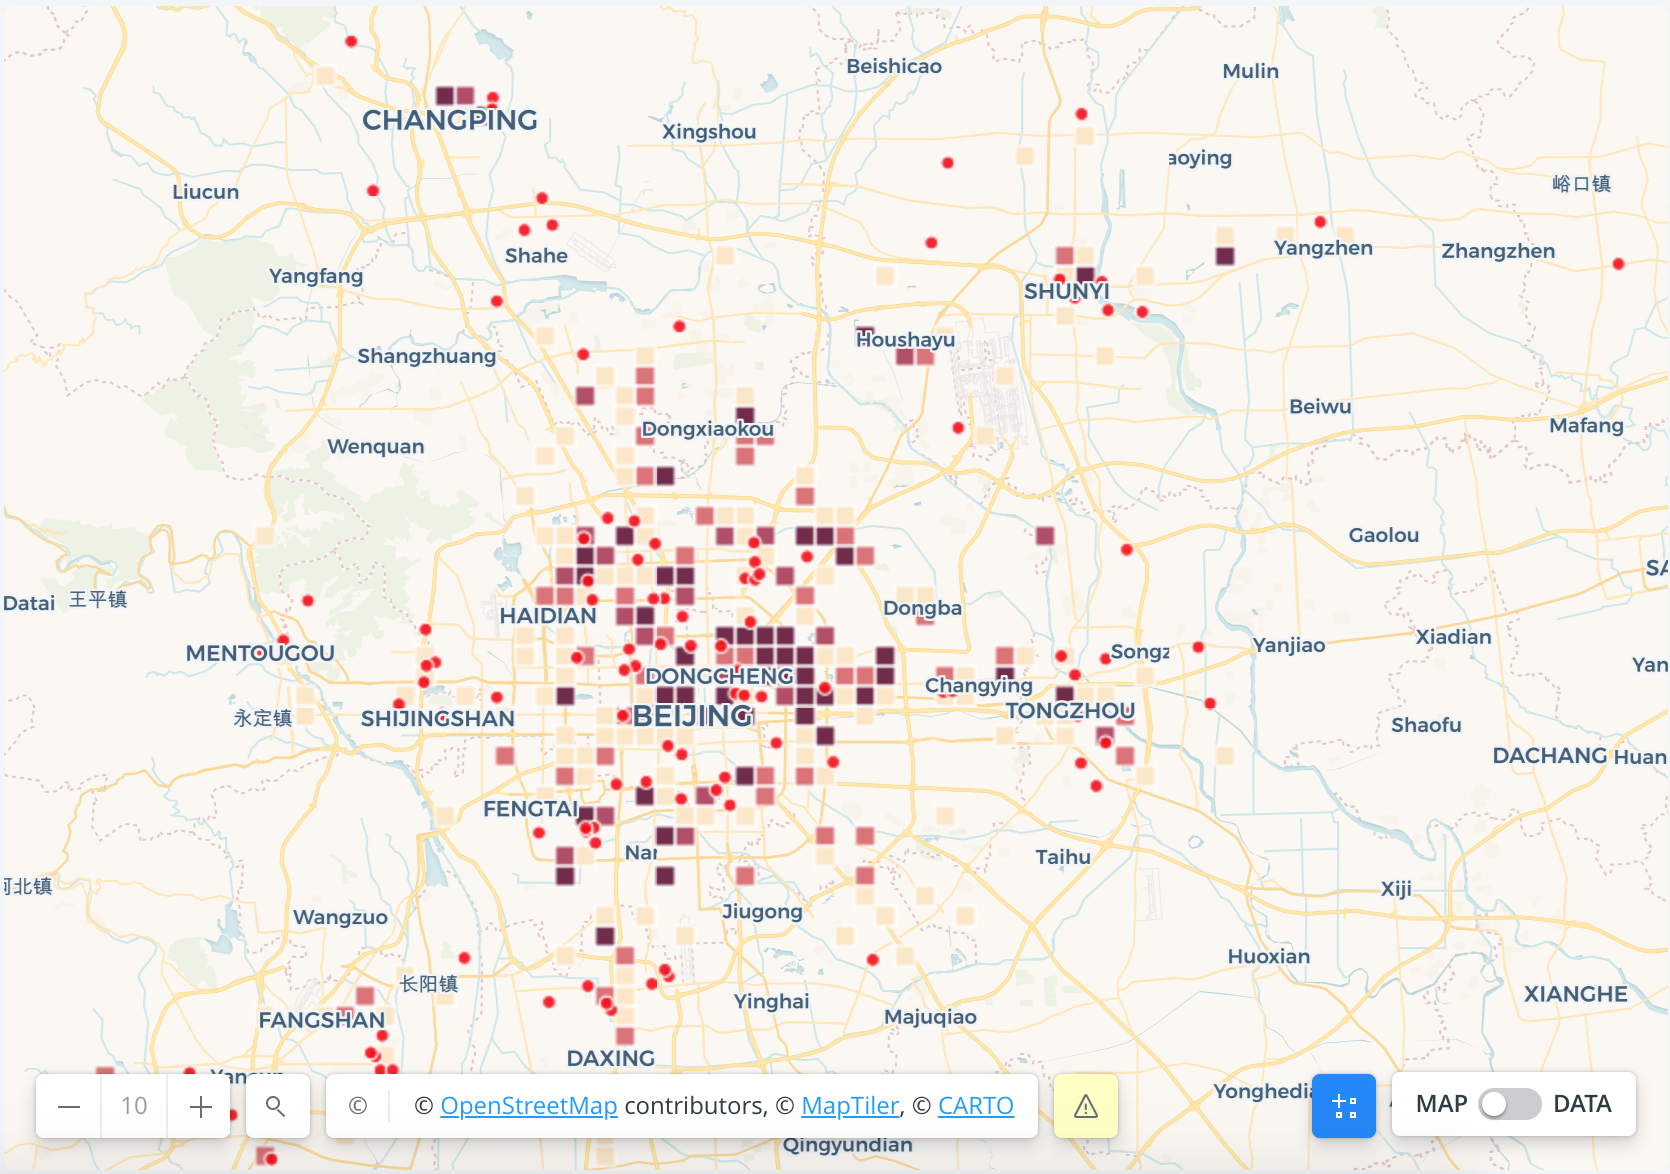 Beishicao
Mulin
CHANGPING
Xingshou
aoying
Liucun
峪口镇
Shahe
Yangzhen
Zhangzhen
Yangfang
SHUNYI
Houshayu
Shangzhuang
Beiwu
Mafang
Dongxiaokou
Wenquan
Gaolou
SA
Datai
王平镇
HAIDIAN
Dongba
Xiadian
Yanjiao
MENTOUGOU
Songz
Yan
DONGCHENG
Changying
永定镇
SHIJINGSHAN
BEIJING
TONGZHOU
Shaofu
DACHANG
Huan
FENGTAI
Nar
Taihu
河北镇
Xiji
Wangzuo
Jiugong
Huoxian
长阳镇
Yinghai
XIANGHE
FANGSHAN
Majuqiao
DAXING
Yonghedia
10
©
© OpenStreetMap contributors, © MapTiler, © CARTO
MAP
DATA
Qingyundian